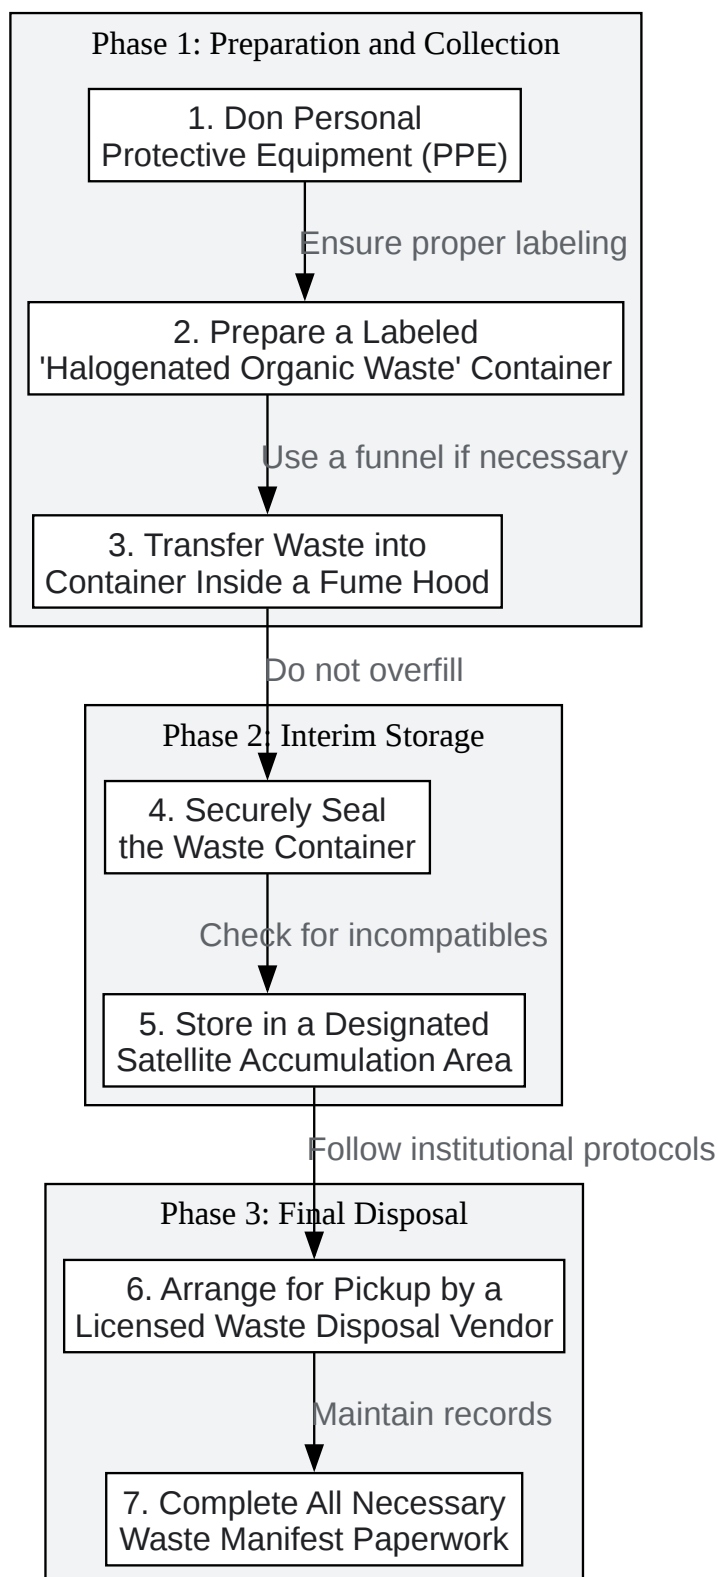 Phase 1: Preparation and Collection
1. Don Personal
Protective Equipment (PPE)
Ensure proper labeling
2. Prepare a Labeled
'Halogenated Organic Waste' Container
Use a funnel if necessary
3. Transfer Waste into
Container Inside a Fume Hood
Do not overfill
Phase 2: Interim Storage
4. Securely Seal
the Waste Container
Check for incompatibles
5. Store in a Designated
Satellite Accumulation Area
Follow institutional protocols
Phase 3: Final Disposal
6. Arrange for Pickup by a
Licensed Waste Disposal Vendor
Maintain records
7. Complete All Necessary
Waste Manifest Paperwork